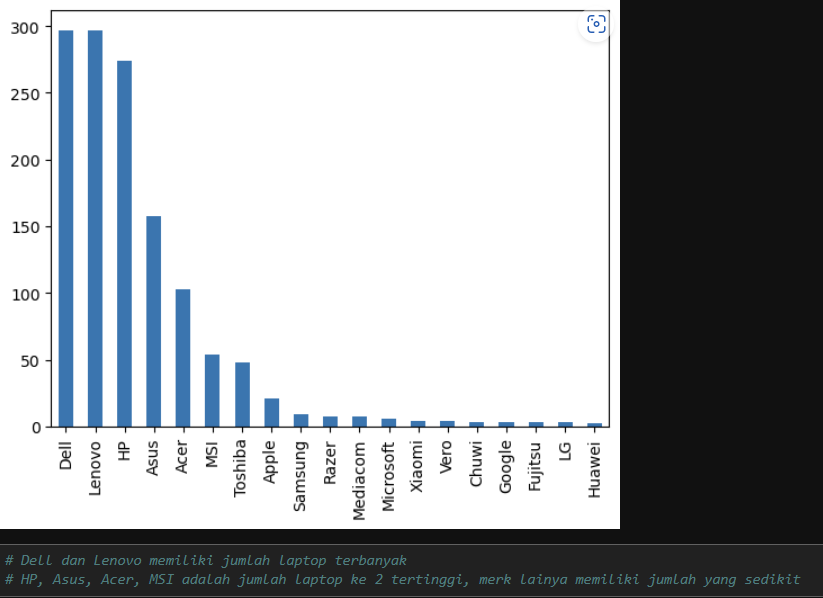 300
250
200
150
100
50
0
Dell
Lenovo
HP
Asus
Acer
MSI
Toshiba
Apple
Samsung
Razer
Mediacom
Microsoft
Xiaomi
Vero
Chuwi
Google
Fujitsu
LG
Huawei
# Dell dan Lenovo memiliki jumlah laptop terbanyak
# HP, Asus, Acer, MSI adalah jumlah laptop ke 2 tertinggi, merk lainya memiliki jumlah yang sedikit